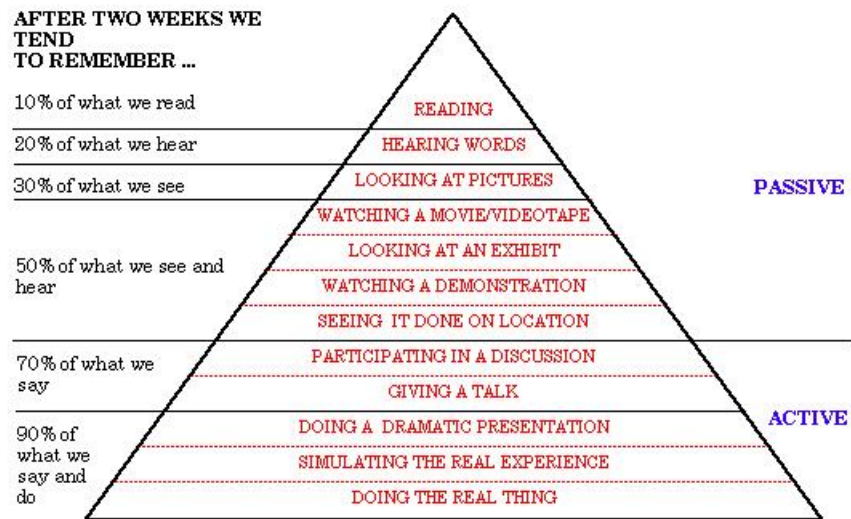 AFTER TWO WEEKS WE
TEND
TO REMEMBER ...
10% of what we read
READING
20% of what we hear
HEARING WORDS
30% of what we see
LOOKING AT PICTURES
PASSIVE
WATCHING A MOVIE/VIDEOTAPE
LOOKING AT AN EXHIBIT
50% of what we see and
hear
WATCHING A DEMONSTRATION
SEEING IT DONE ON LOCATION
70% of what we
say
PARTICIPATING IN A DISCUSSION
GIVING A TALK
ACTIVE
90% of
what we
say and
do
DOING A DRAMATIC PRESENTATION
SIMULATING THE REAL EXPERIENCE
DOING THE REAL THING